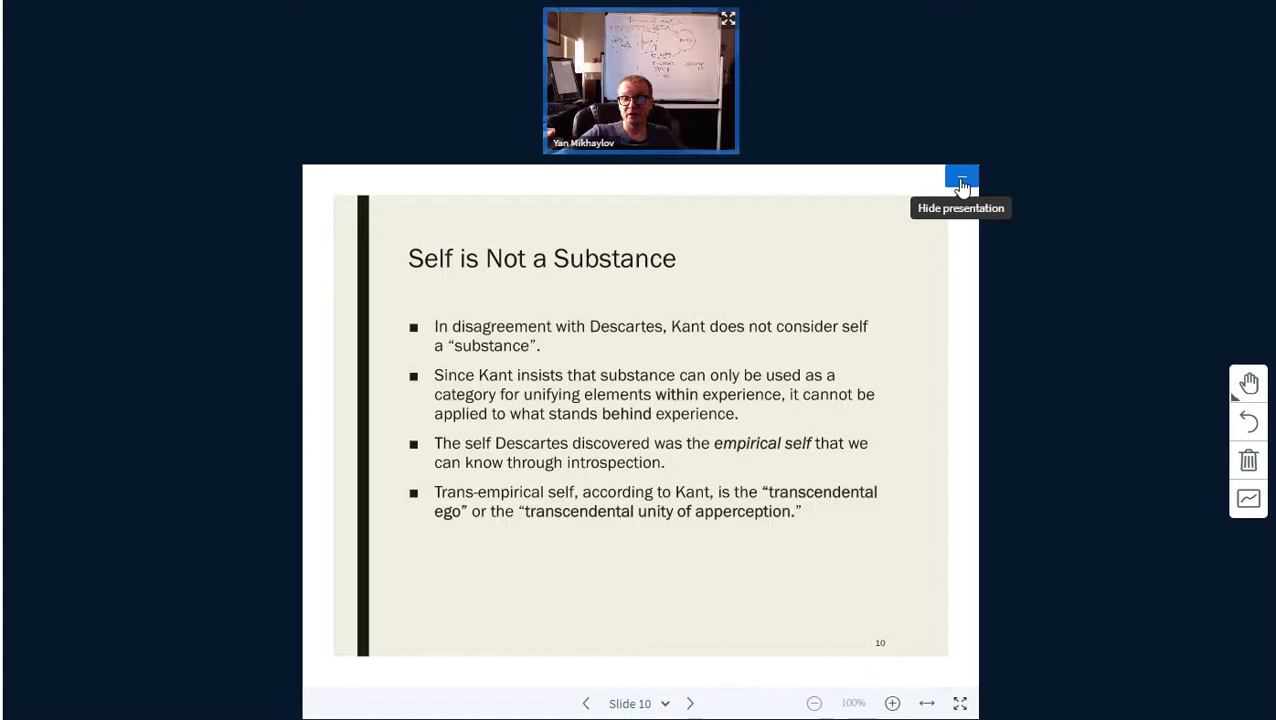 Yan Mikhaylov
Hide presentation
Self is Not a Substance
■ In disagreement with Descartes, Kant does not consider self
a “substance”.
■ Since Kant insists that substance can only be used as a
category for unifying elements within experience, it cannot be
applied to what stands behind experience.
■ The self Descartes discovered was the empirical self that we
can know through introspection.
■ Trans-empirical self, according to Kant, is the “transcendental
ego” or the “transcendental unity of apperception.”
10
Slide 10
100%